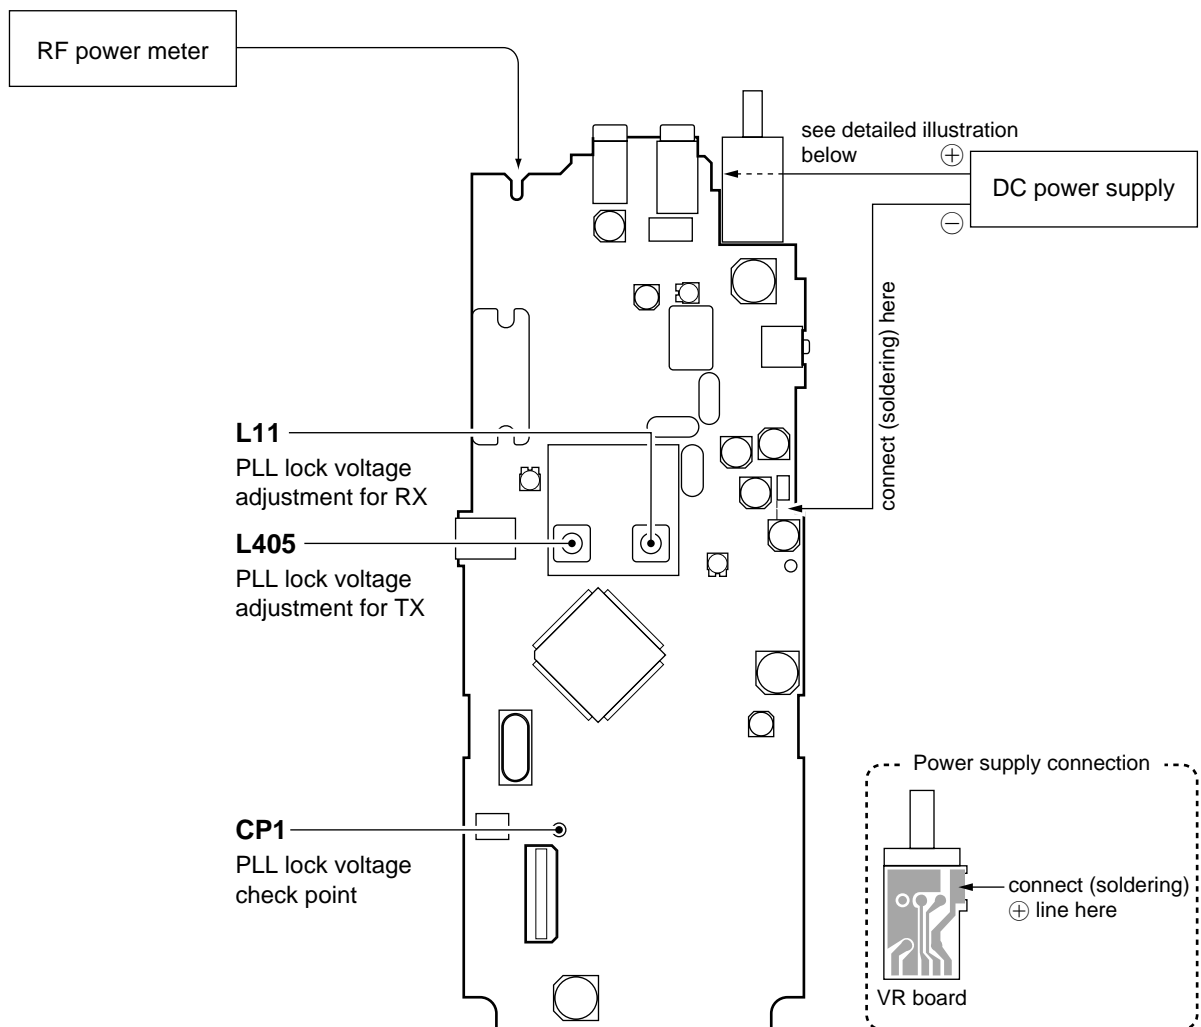 RF power meter
see detailed illustration
below
⊕
DC power supply
⊖
connect (soldering) here
L11
PLL lock voltage
adjustment for RX
L405
PLL lock voltage
adjustment for TX
CP1
PLL lock voltage
check point
Power supply connection
connect (soldering)
⊕ line here
VR board